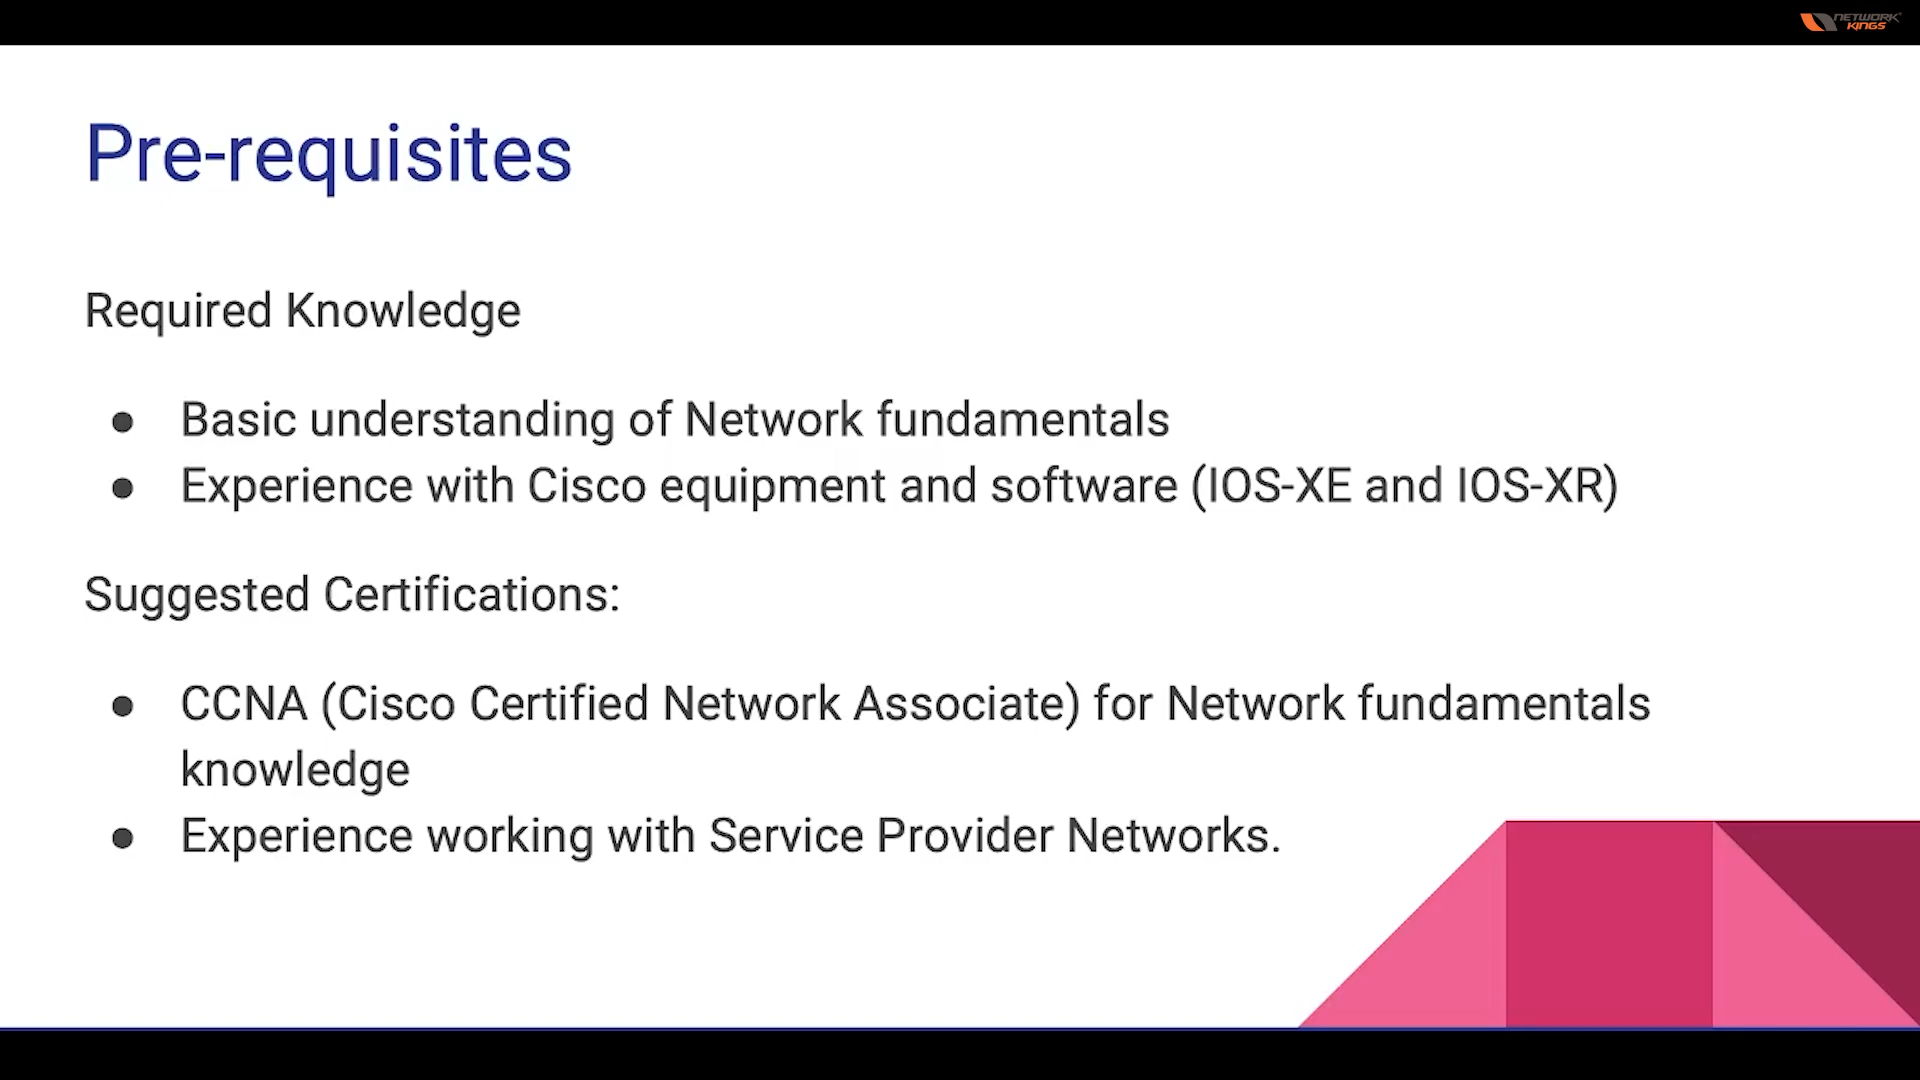 NETWORK
KINGS
Pre-requisites
Required Knowledge
● Basic understanding of Network fundamentals
● Experience with Cisco equipment and software (IOS-XE and IOS-XR)
Suggested Certifications:
● CCNA (Cisco Certified Network Associate) for Network fundamentals
knowledge
● Experience working with Service Provider Networks.